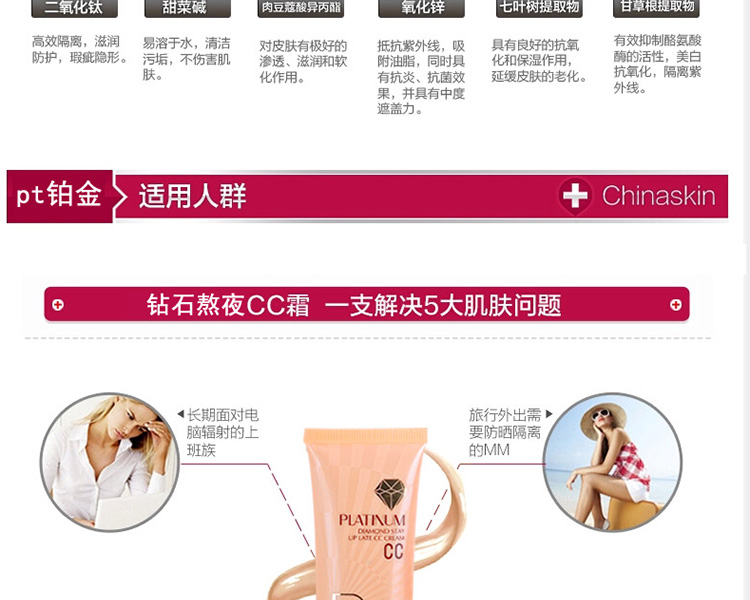 二氧化钛
甜菜碱
肉豆蔻酸异丙酯
氧化锌
七叶树提取物
甘草根提取物
高效隔离，滋润
防护，瑕疵隐形。
易溶于水，清洁
污垢，不伤害肌
肤。
对皮肤有极好的
渗透、滋润和软
化作用。
抵抗紫外线，吸
附油脂，同时具
有抗炎、抗菌效
果，并具有中度
遮盖力。
具有良好的抗氧
化和保湿作用，
延缓皮肤的老化。
有效抑制酪氨酸
酶的活性，美白
抗氧化，隔离紫
外线。
pt铂金
适用人群
Chinaskin
钻石熬夜CC霜 一支解决5大肌肤问题
长期面对电
脑辐射的上
班族
旅行外出需
要防晒隔离
的MM
PLATINUM
DIAMOND STAY
UP LATE CC CREAM
CC